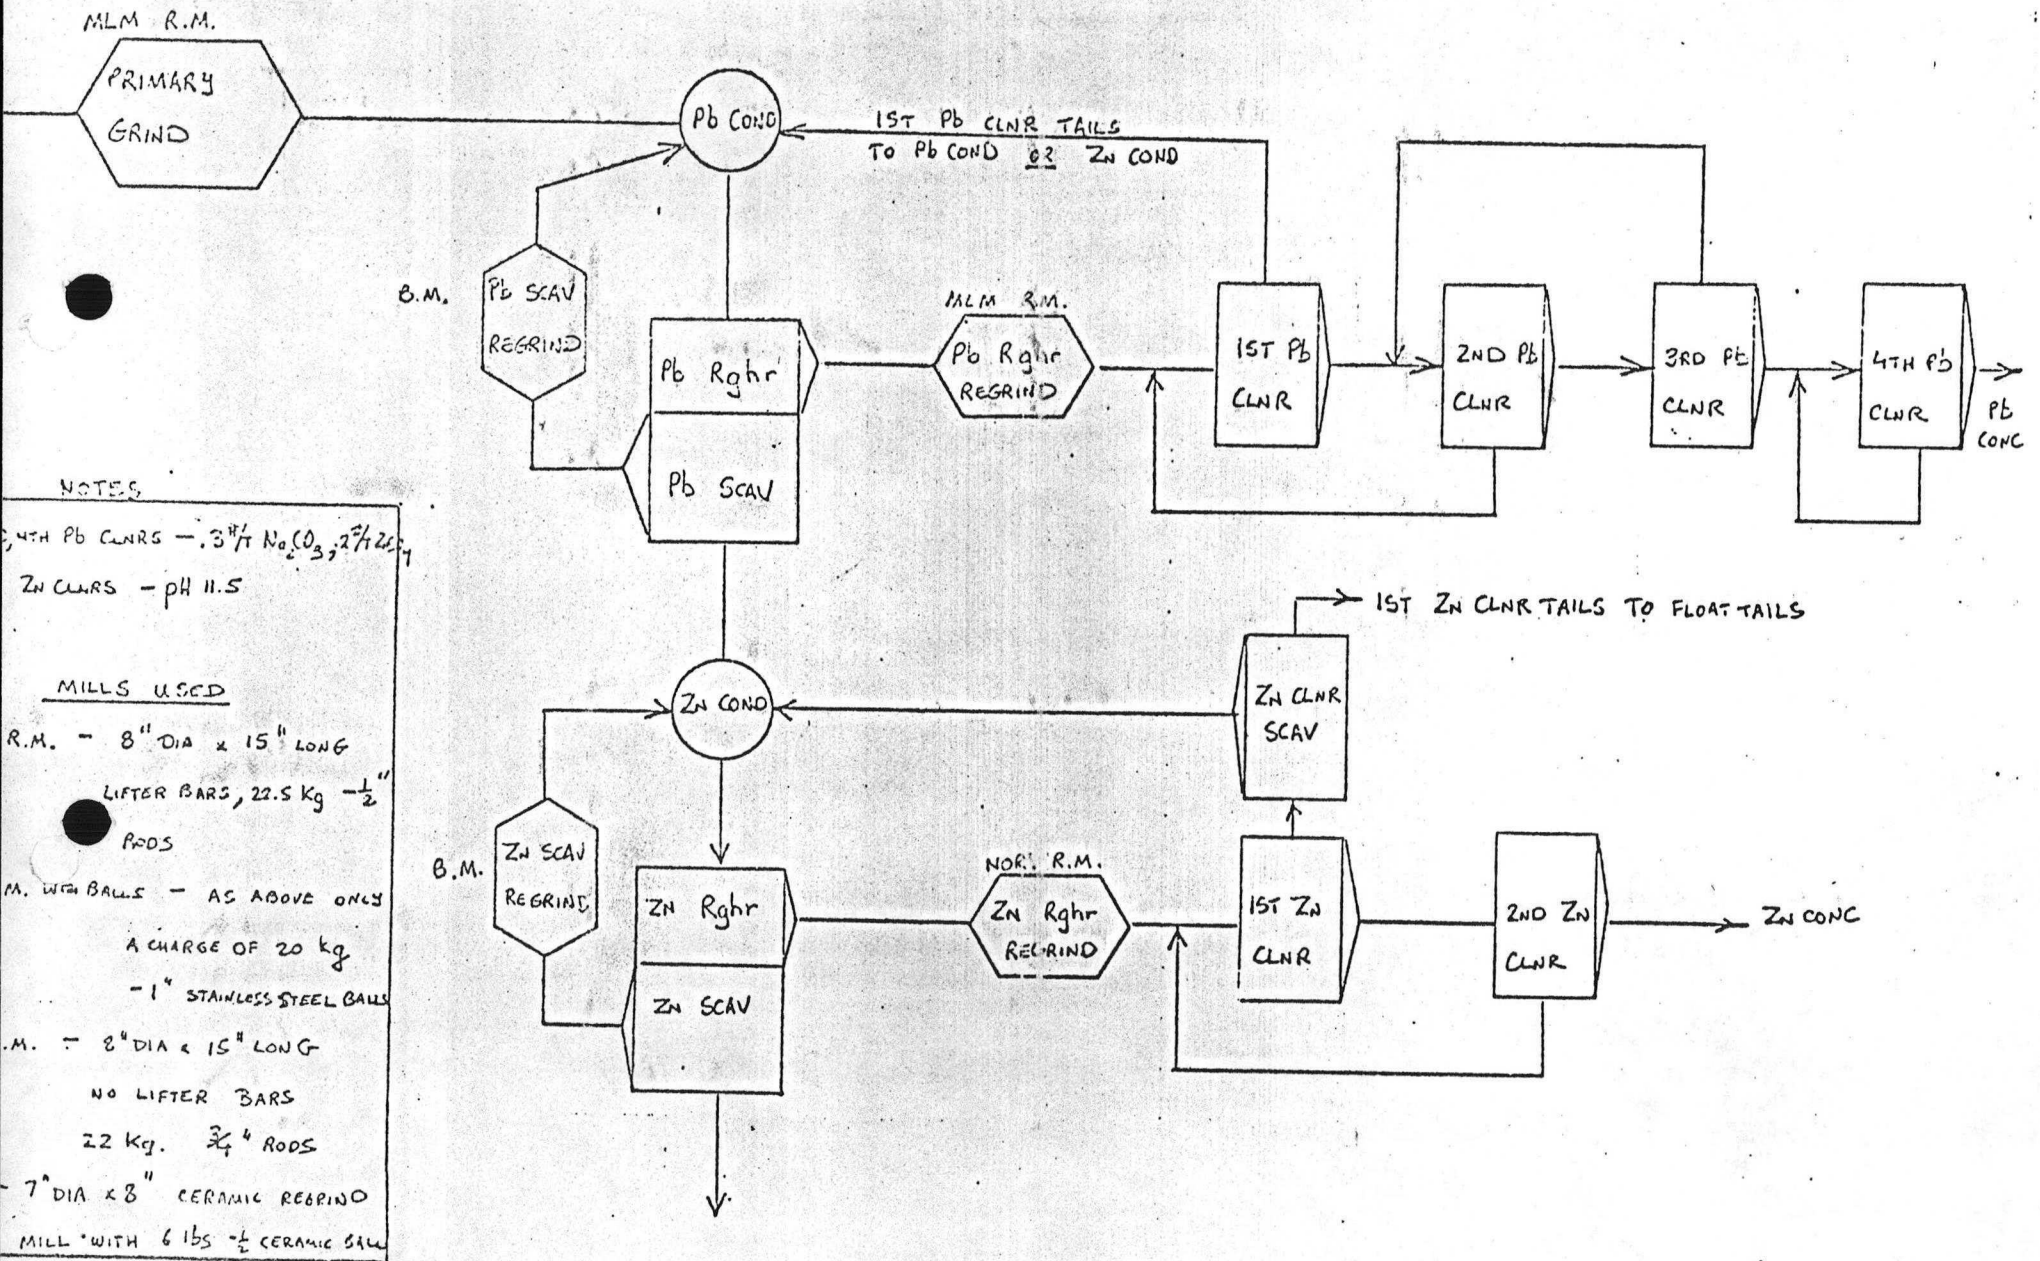 MLM R.M.
PRIMARY
GRIND
Pb COND
1ST Pb CLNR TAILS
TO Pb COND OR ZN COND
B.M.
Pb SCAV
REGRIND
Pb Rghr
Pb SCAV
MLM R.M.
Pb Rghr
REGRIND
1ST Pb
CLNR
2ND Pb
CLNR
3RD Pb
CLNR
4TH Pb
CLNR
Pb
CONC
NOTES
4TH Pb CLNRS - .3#/T Na2CO3,
ZN CLNRS - pH 11.5
MILLS USED
R.M. - 8" DIA x 15" LONG
LIFTER BARS, 22.5 Kg - 1/2"
RODS
M. WITH BALLS - AS ABOVE ONLY
A CHARGE OF 20 kg
- 1" STAINLESS STEEL BALLS
.M. - 8" DIA x 15" LONG
NO LIFTER BARS
22 Kg. 3/4" RODS
- 7" DIA x 8" CERAMIC REGRIND
MILL WITH 6 lbs - 1/2 CERAMIC BALL
1ST ZN CLNR TAILS TO FLOAT TAILS
ZN COND
ZN CLNR
SCAV
B.M.
ZN SCAV
REGRIND
ZN Rghr
ZN SCAV
NOR. R.M.
ZN Rghr
REGRIND
1ST ZN
CLNR
2ND ZN
CLNR
ZN CONC